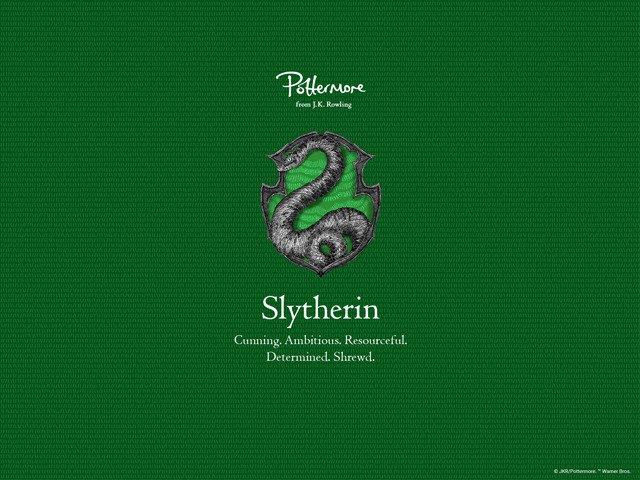 Pottermore
from J.K. Rowling
Slytherin
Cunning. Ambitious. Resourceful.
Determined. Shrewd.
© JKR/Pottermore. ™ Warner Bros.